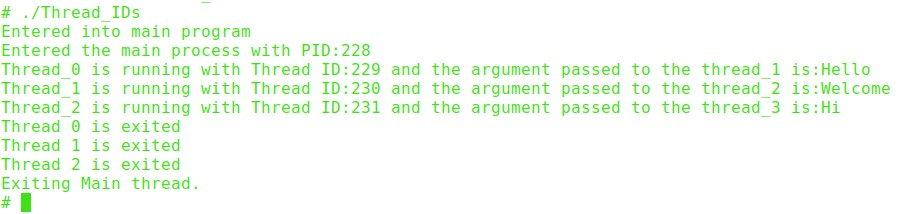 # ./Thread_IDs
Entered into main program
Entered the main process with PID:228
Thread_0 is running with Thread ID:229 and the argument passed to the thread_1 is:Hello
Thread_1 is running with Thread ID:230 and the argument passed to the thread_2 is:Welcome
Thread_2 is running with Thread ID:231 and the argument passed to the thread_3 is:Hi
Thread 0 is exited
Thread 1 is exited
Thread 2 is exited
Exiting Main thread.
#